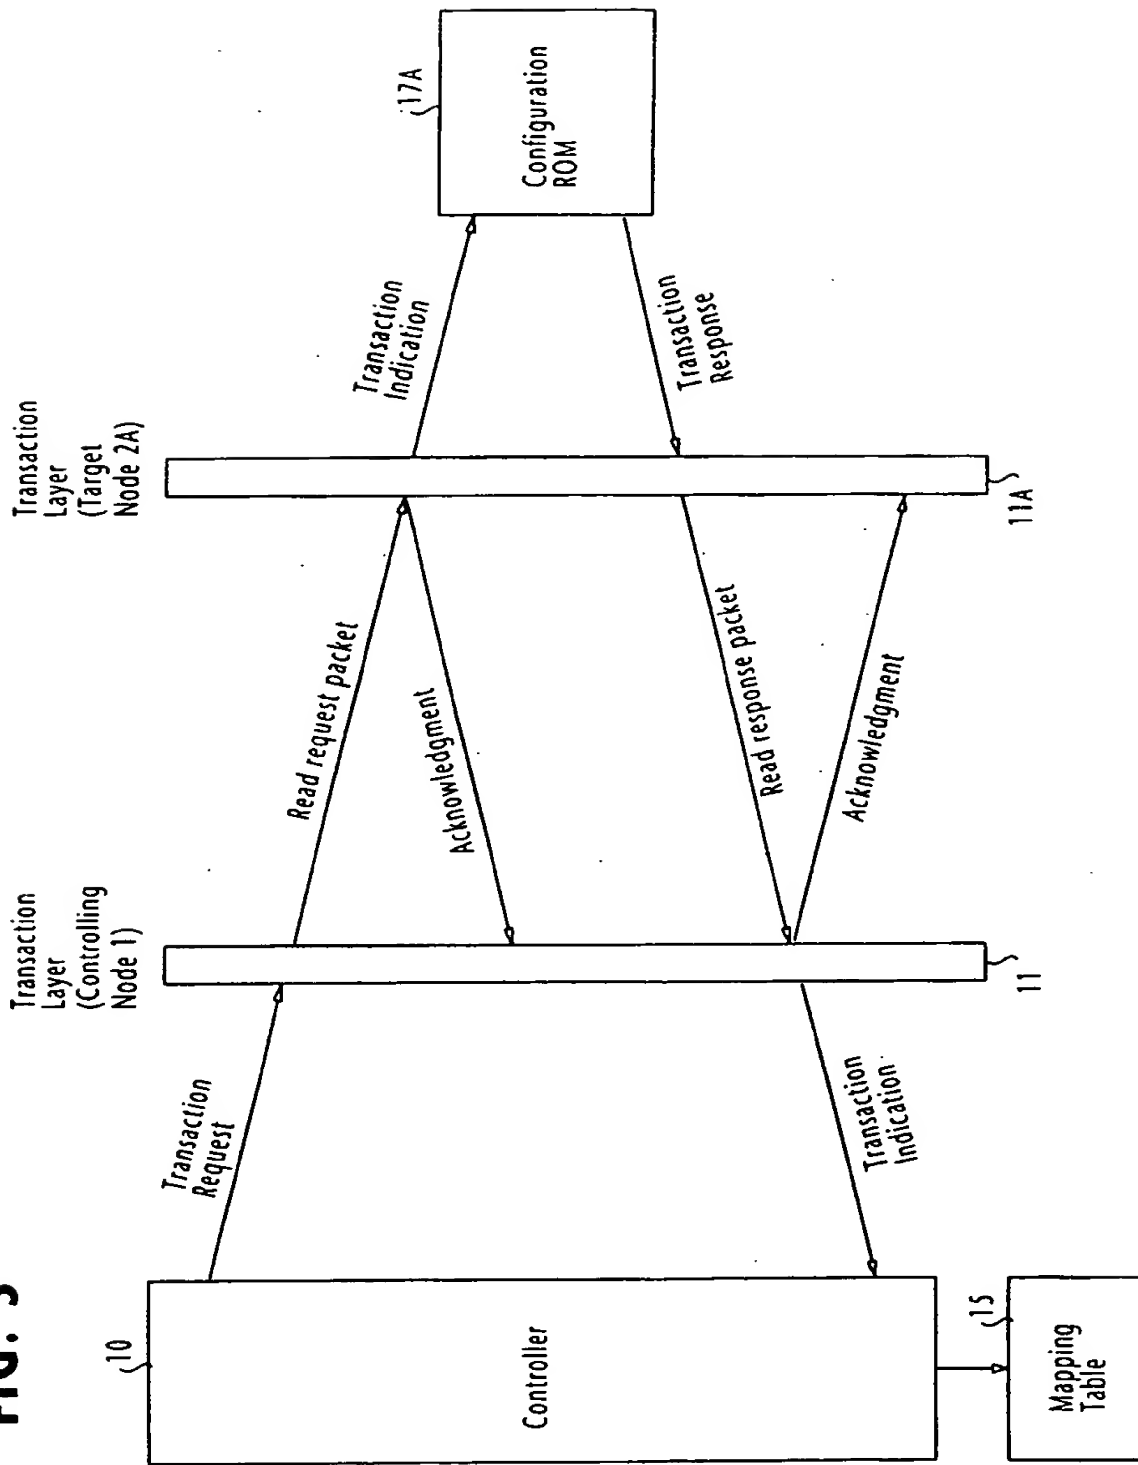 FIG. 3
10
Controller
15
Mapping
Table
Transaction
Request
Transaction
Indication
Transaction
Layer
(Controlling
Node 1)
11
Read request packet
Acknowledgment
Read response packet
Acknowledgment
Transaction
Layer
(Target
Node 2A)
11A
Transaction
Indication
Transaction
Response
17A
Configuration
ROM